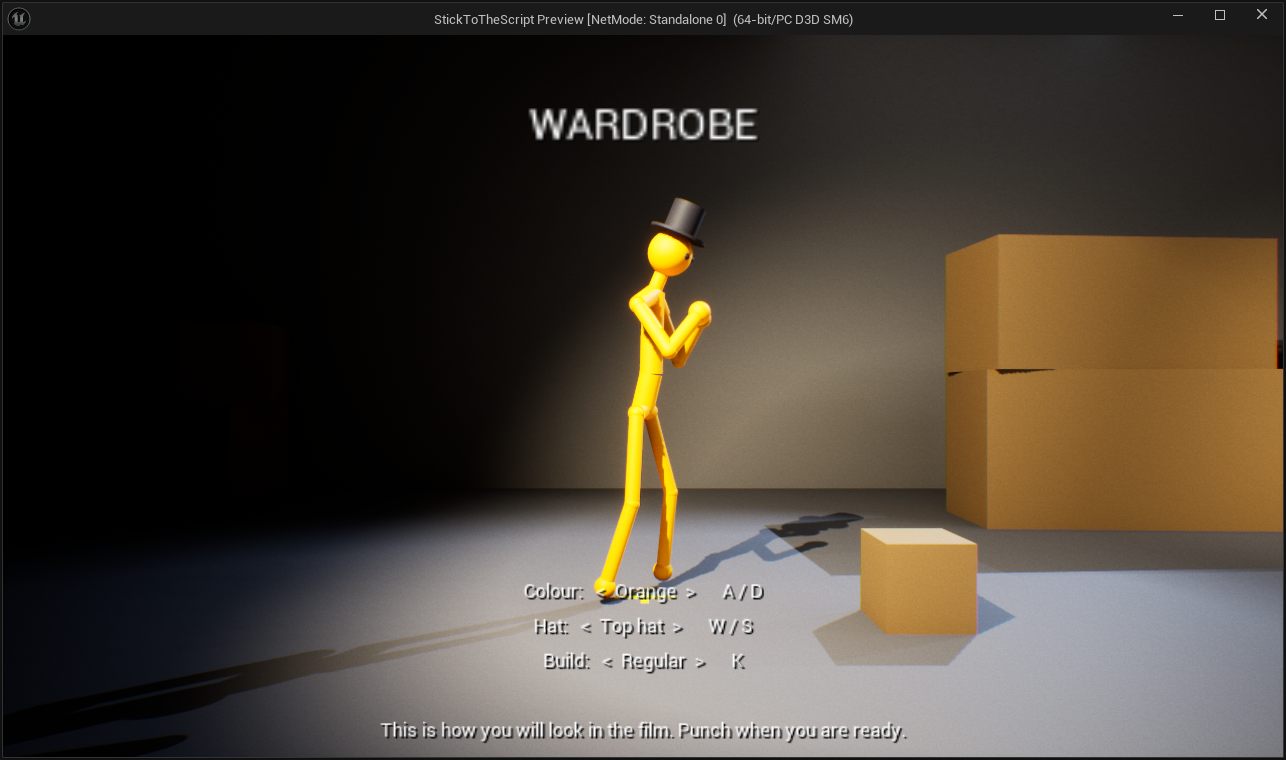 StickToTheScript Preview [NetMode: Standalone 0] (64-bit/PC D3D SM6)
WARDROBE
Colour: < Orange > A / D
Hat: < Top hat > W / S
Build: < Regular > K
This is how you will look in the film. Punch when you are ready.